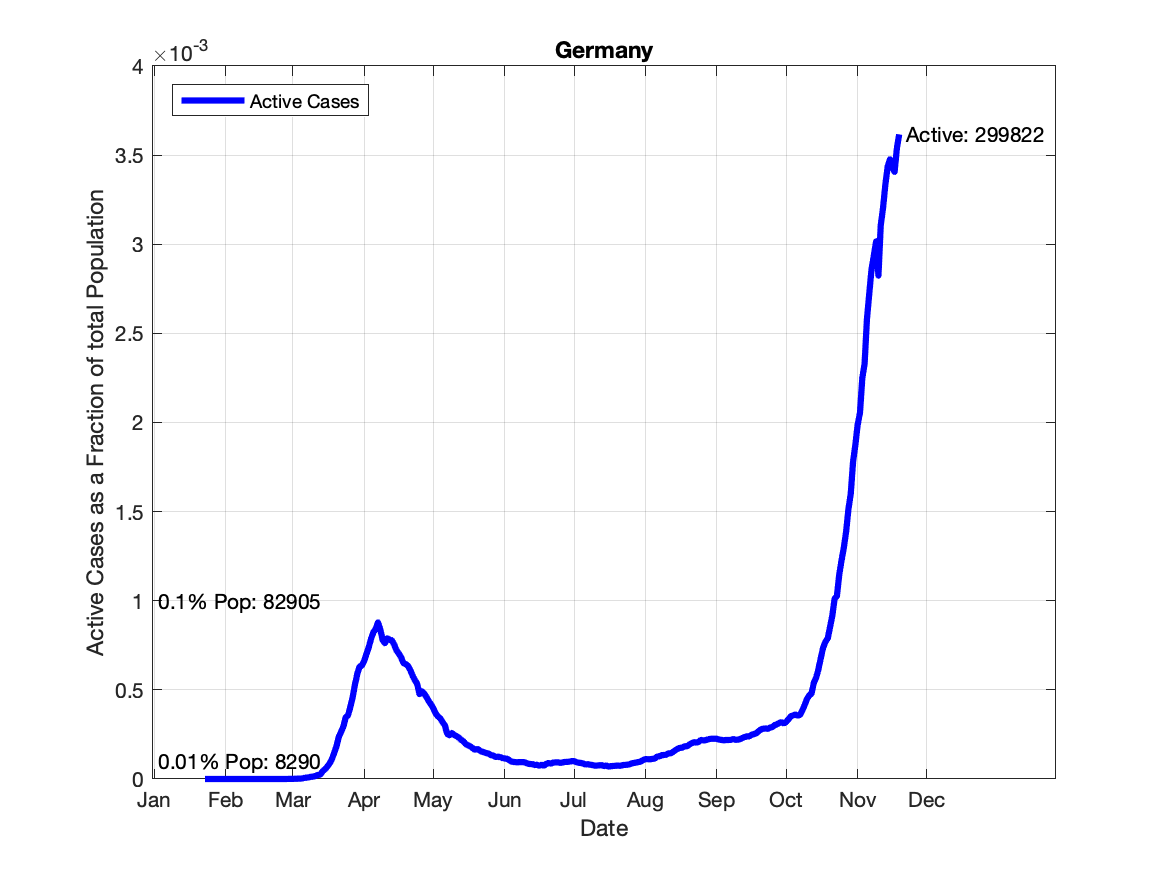 Germany
×10⁻³
Active Cases
Active: 299822
0.1% Pop: 82905
0.01% Pop: 8290
4
3.5
3
2.5
2
1.5
1
0.5
0
Active Cases as a Fraction of total Population
Jan Feb Mar Apr May Jun Jul Aug Sep Oct Nov Dec
Date